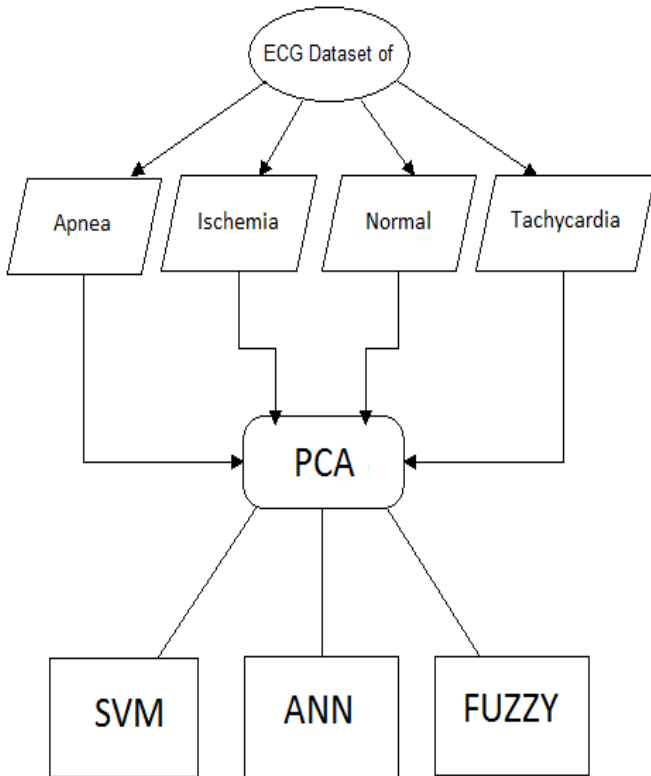 ECG Dataset of
Apnea
Ischemia
Normal
Tachycardia
PCA
SVM
ANN
FUZZY